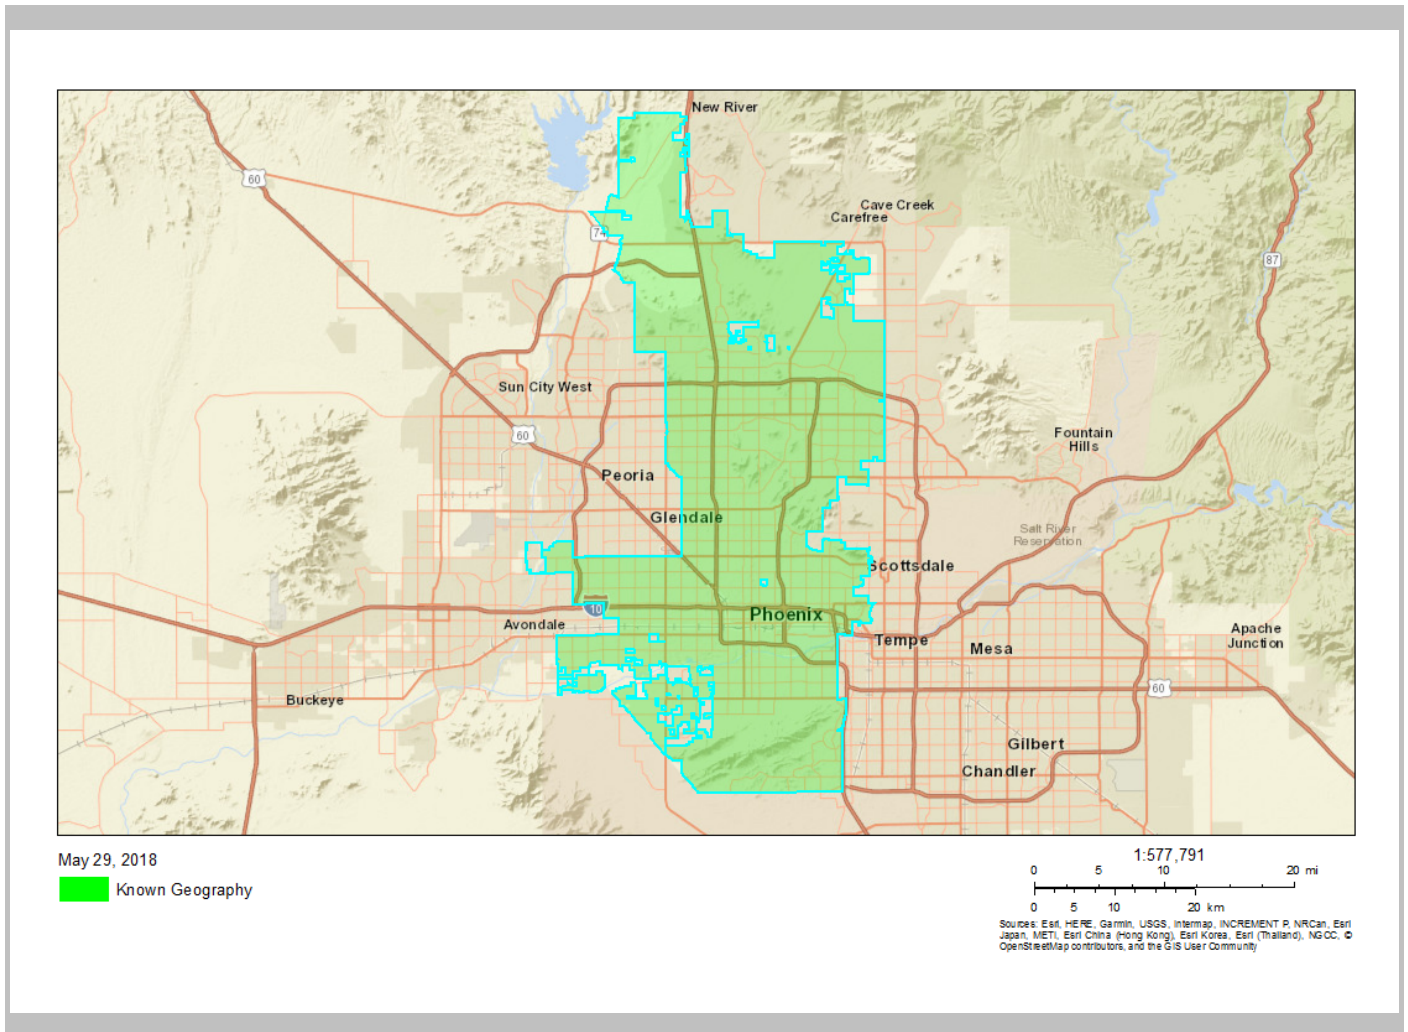 New River
60
Cave Creek
Carefree
74
87
Sun City West
60
Fountain
Hills
Peoria
Glendale
Salt River
Reservation
Scottsdale
10
Phoenix
Avondale
Tempe
Mesa
Apache
Junction
60
Buckeye
Gilbert
Chandler
May 29, 2018
Known Geography
1:577,791
0 5 10 20 mi
0 5 10 20 km
Sources: Esri, HERE, Garmin, USGS, Intermap, INCREMENT P, NRCan, Esri
Japan, METI, Esri China (Hong Kong), Esri Korea, Esri (Thailand), NGCC, ©
OpenStreetMap contributors, and the GIS User Community